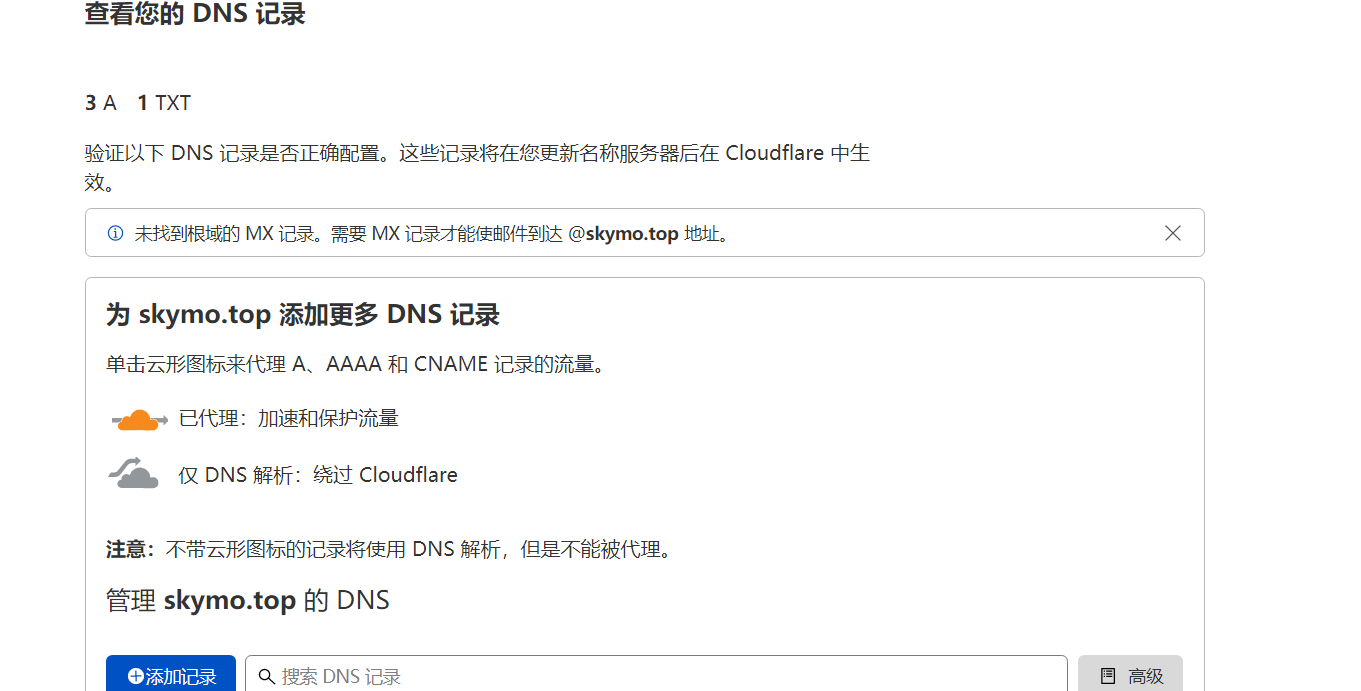 查看您的 DNS 记录
3 A 1 TXT
验证以下 DNS 记录是否正确配置。这些记录将在您更新名称服务器后在 Cloudflare 中生
效。
未找到根域的 MX 记录。需要 MX 记录才能使邮件到达 @skymo.top 地址。
为 skymo.top 添加更多 DNS 记录
单击云形图标来代理 A、AAAA 和 CNAME 记录的流量。
已代理：加速和保护流量
仅 DNS 解析：绕过 Cloudflare
注意：不带云形图标的记录将使用 DNS 解析，但是不能被代理。
管理 skymo.top 的 DNS
添加记录 搜索 DNS 记录 高级